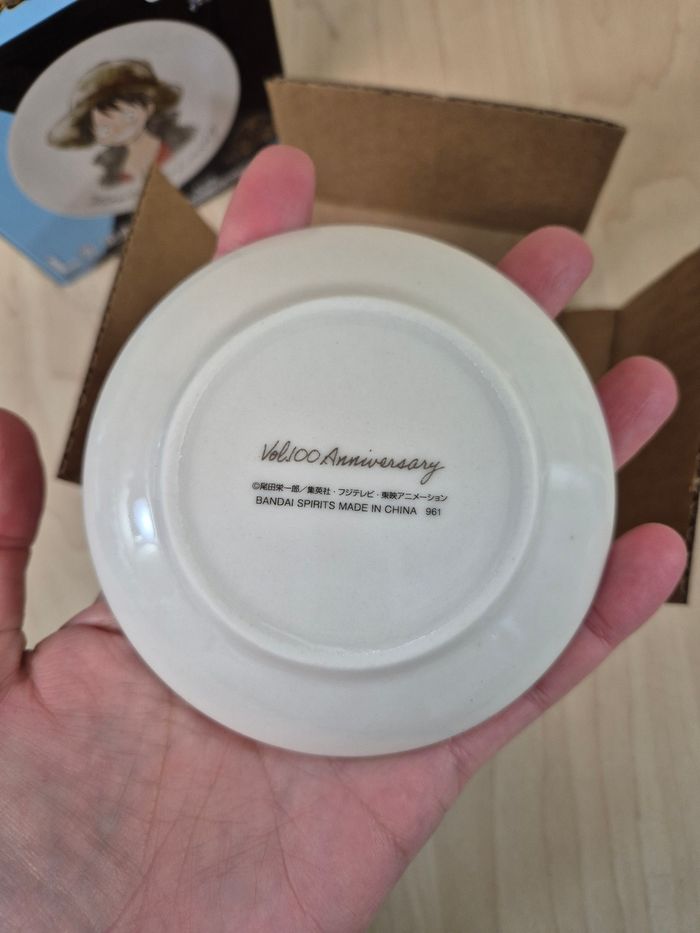 Vol.100 Anniversary
©尾田栄一郎／集英社・フジテレビ・東映アニメーション
BANDAI SPIRITS MADE IN CHINA 961